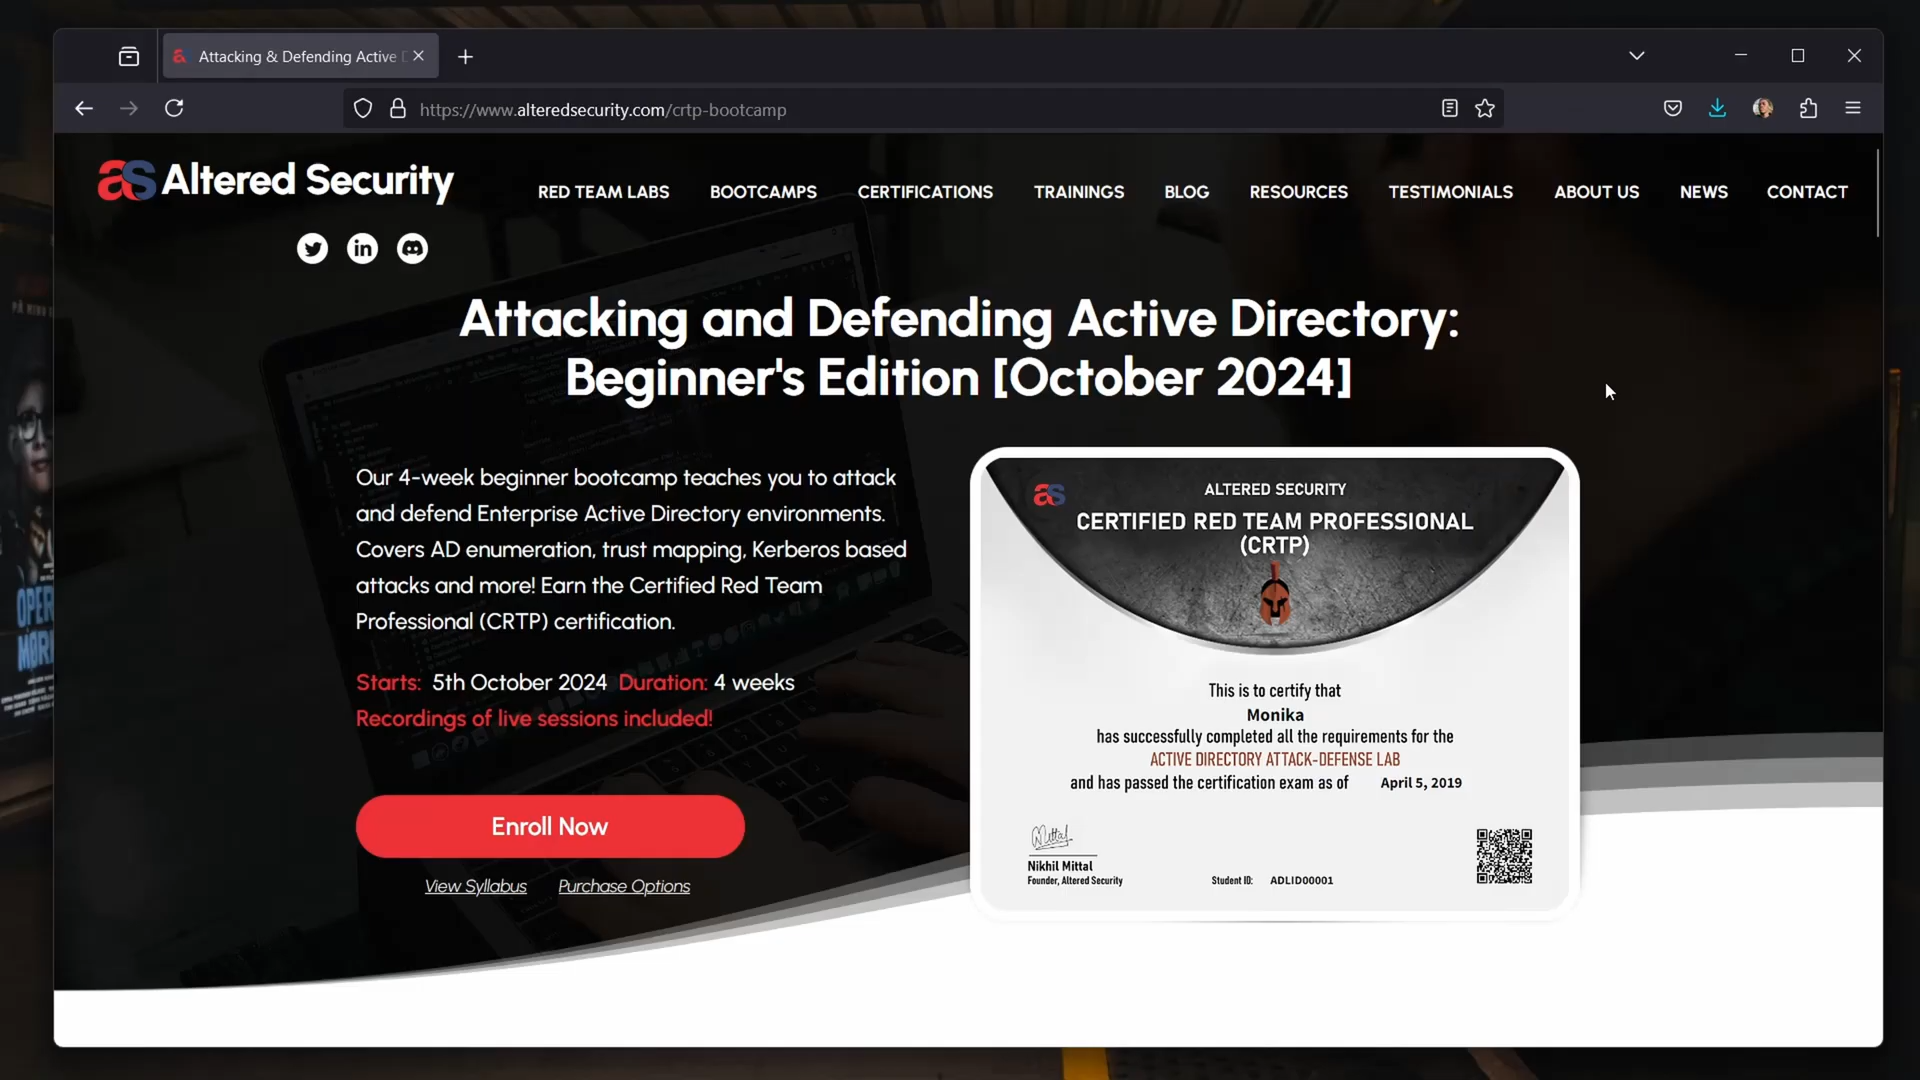 Attacking & Defending Active
https://www.alteredsecurity.com/crtp-bootcamp
as Altered Security
RED TEAM LABS BOOTCAMPS CERTIFICATIONS TRAININGS BLOG RESOURCES TESTIMONIALS ABOUT US NEWS CONTACT
in
Attacking and Defending Active Directory:
Beginner's Edition [October 2024]
Our 4-week beginner bootcamp teaches you to attack
and defend Enterprise Active Directory environments.
Covers AD enumeration, trust mapping, Kerberos based
attacks and more! Earn the Certified Red Team
Professional (CRTP) certification.
Starts: 5th October 2024 Duration: 4 weeks
Recordings of live sessions included!
Enroll Now
View Syllabus Purchase Options
as
ALTERED SECURITY
CERTIFIED RED TEAM PROFESSIONAL
(CRTP)
This is to certify that
Monika
has successfully completed all the requirements for the
ACTIVE DIRECTORY ATTACK-DEFENSE LAB
and has passed the certification exam as of April 5, 2019
Nikhil Mittal
Founder, Altered Security
Student ID: ADLID00001